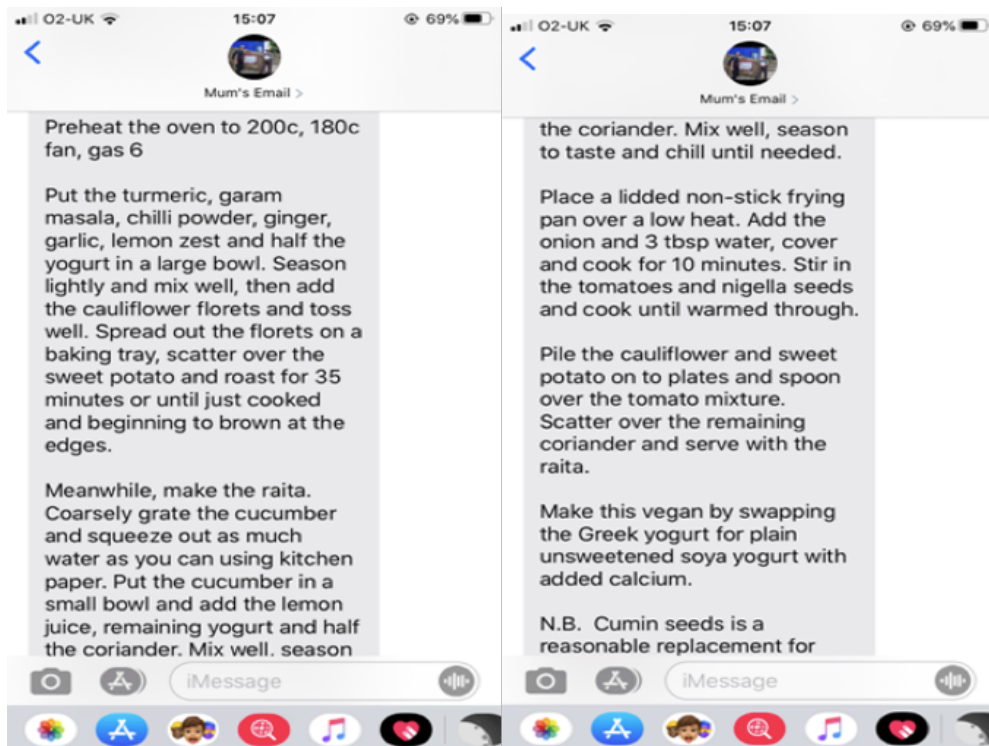 O2-UK
15:07
69%
Mum's Email >
Preheat the oven to 200c, 180c
fan, gas 6
Put the turmeric, garam
masala, chilli powder, ginger,
garlic, lemon zest and half the
yogurt in a large bowl. Season
lightly and mix well, then add
the cauliflower florets and toss
well. Spread out the florets on a
baking tray, scatter over the
sweet potato and roast for 35
minutes or until just cooked
and beginning to brown at the
edges.
Meanwhile, make the raita.
Coarsely grate the cucumber
and squeeze out as much
water as you can using kitchen
paper. Put the cucumber in a
small bowl and add the lemon
juice, remaining yogurt and half
the coriander. Mix well, season
iMessage
O2-UK
15:07
69%
Mum's Email >
the coriander. Mix well, season
to taste and chill until needed.
Place a lidded non-stick frying
pan over a low heat. Add the
onion and 3 tbsp water, cover
and cook for 10 minutes. Stir in
the tomatoes and nigella seeds
and cook until warmed through.
Pile the cauliflower and sweet
potato on to plates and spoon
over the tomato mixture.
Scatter over the remaining
coriander and serve with the
raita.
Make this vegan by swapping
the Greek yogurt for plain
unsweetened soya yogurt with
added calcium.
N.B.  Cumin seeds is a
reasonable replacement for
iMessage